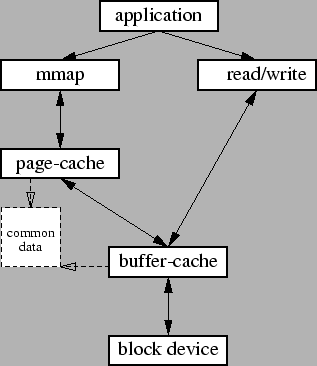 application
mmap
read/write
page-cache
common
data
buffer-cache
block device